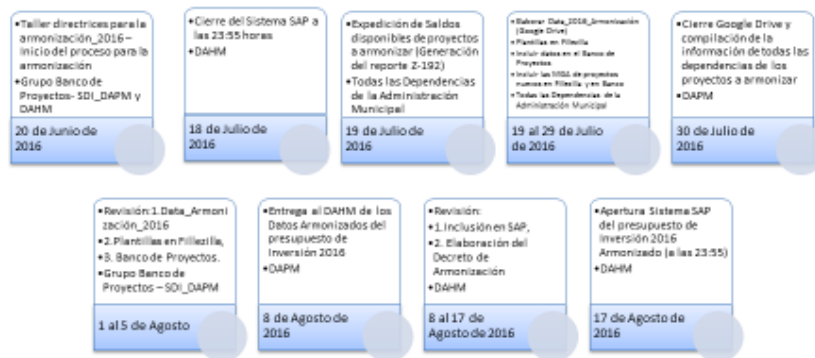 •Taller directrices para la
armonización_2016 –
Inicio del proceso para la
armonización
•Grupo Banco de
Proyectos- SDI_DAPM y
DAHM
20 de Junio de
2016
•Cierre del Sistema SAP a
las 23:55 horas
•DAHM
18 de Julio de
2016
•Expedición de Saldos
disponibles de proyectos
a armonizar (Generación
del reporte Z-192)
•Todas las Dependencias
de la Administración
Municipal
19 de Julio de
2016
•Elaborar Data_2016_Armonización
(Google Drive)
•Plantillas en Filezilla
•Incluir datos en el Banco de
Proyectos
•Incluir las MGA de proyectos
nuevos en Filezilla y en Banco
•Todas las Dependencias de la
Administración Municipal
19 al 29 de Julio
de 2016
•Cierre Google Drive y
compilación de la
información de todas las
dependencias de los
proyectos a armonizar
•DAPM
30 de Julio de
2016
•Revisión:1.Data_Armoni
zación_2016
•2.Plantillas en Fillezilla,
•3. Banco de Proyectos.
•Grupo Banco de
Proyectos – SDI_DAPM
1 al 5 de Agosto
•Entrega al DAHM de los
Datos Armonizados del
presupuesto de
Inversión 2016
•DAPM
8 de Agosto de
2016
•Revisión:
•1.Inclusión en SAP,
•2. Elaboración del
Decreto de
Armonización
•DAHM
8 al 17 de
Agosto de 2016
•Apertura Sistema SAP
del presupuesto de
Inversión 2016
Armonizado (a las 23:55)
•DAHM
17 de Agosto de
2016